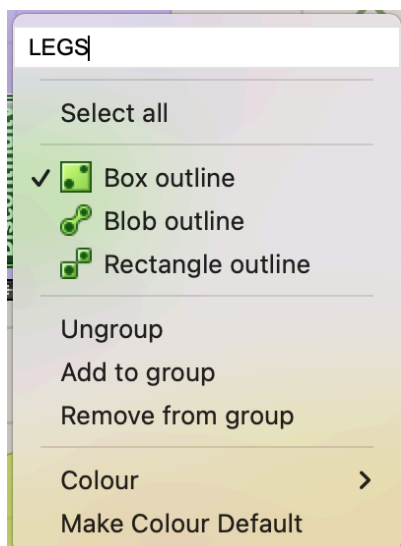 LEGS
Select all
Box outline
Blob outline
Rectangle outline
Ungroup
Add to group
Remove from group
Colour
Make Colour Default